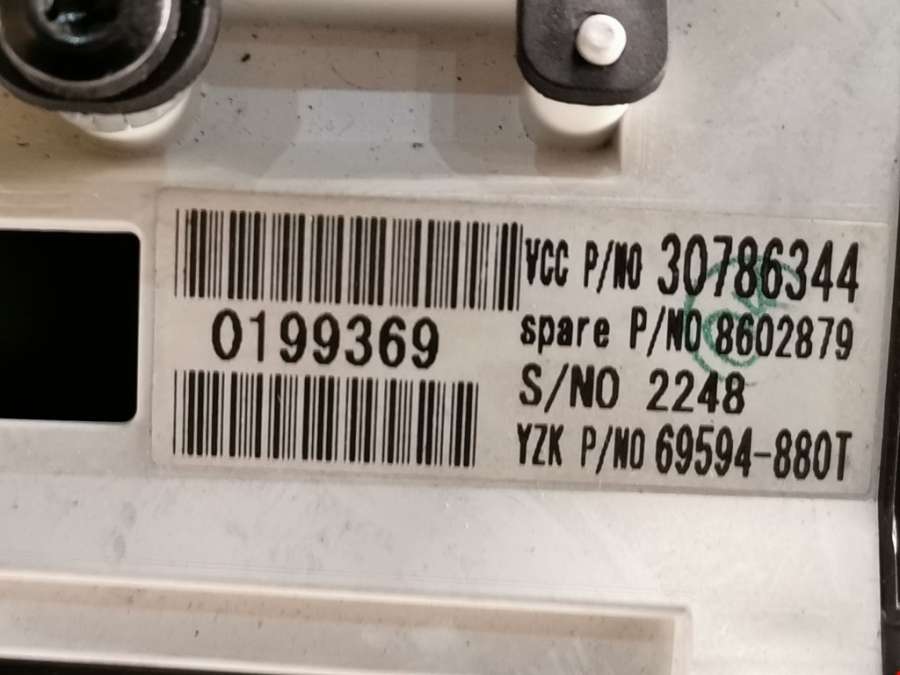 VCC P/NO 30786344
0199369
spare P/NO 8602879
S/NO 2248
YZK P/NO 69594-880T